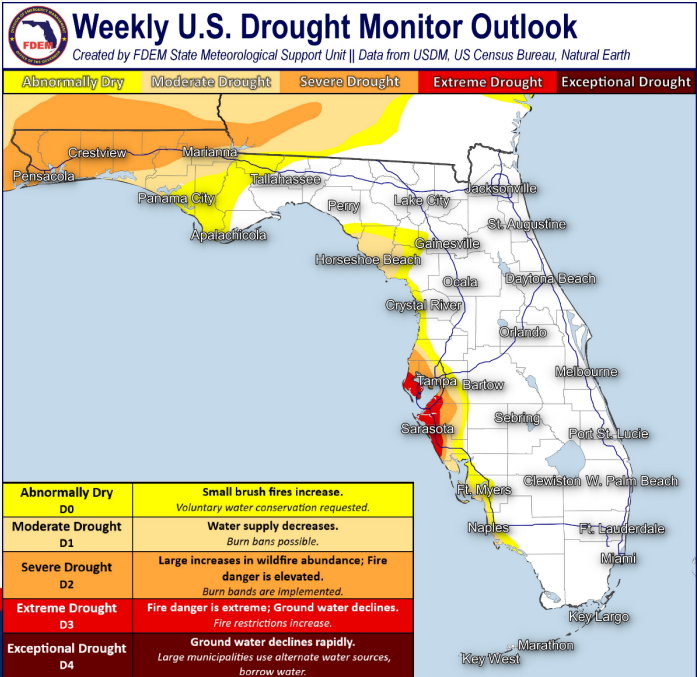 DIVISION OF EMERGENCY MANAGEMENT
FDEM
Weekly U.S. Drought Monitor Outlook
Created by FDEM State Meteorological Support Unit || Data from USDM, US Census Bureau, Natural Earth
Abnormally Dry Moderate Drought Severe Drought Extreme Drought Exceptional Drought
Crestview
Marianna
Pensacola
Tallahassee
Jacksonville
Panama City
Lake City
Perry
St. Augustine
Apalachicola
Gainesville
Horseshoe Beach
Ocala
Daytona Beach
Crystal River
Orlando
Melbourne
Tampa
Bartow
Sebring
Sarasota
Port St. Lucie
Clewiston
W. Palm Beach
Ft. Myers
Naples
Ft. Lauderdale
Miami
Key Largo
Marathon
Key West
Abnormally Dry
D0
Small brush fires increase.
Voluntary water conservation requested.
Moderate Drought
D1
Water supply decreases.
Burn bans possible.
Severe Drought
D2
Large increases in wildfire abundance; Fire
danger is elevated.
Burn bands are implemented.
Extreme Drought
D3
Fire danger is extreme; Ground water declines.
Fire restrictions increase.
Exceptional Drought
D4
Ground water declines rapidly.
Large municipalities use alternate water sources,
borrow water.